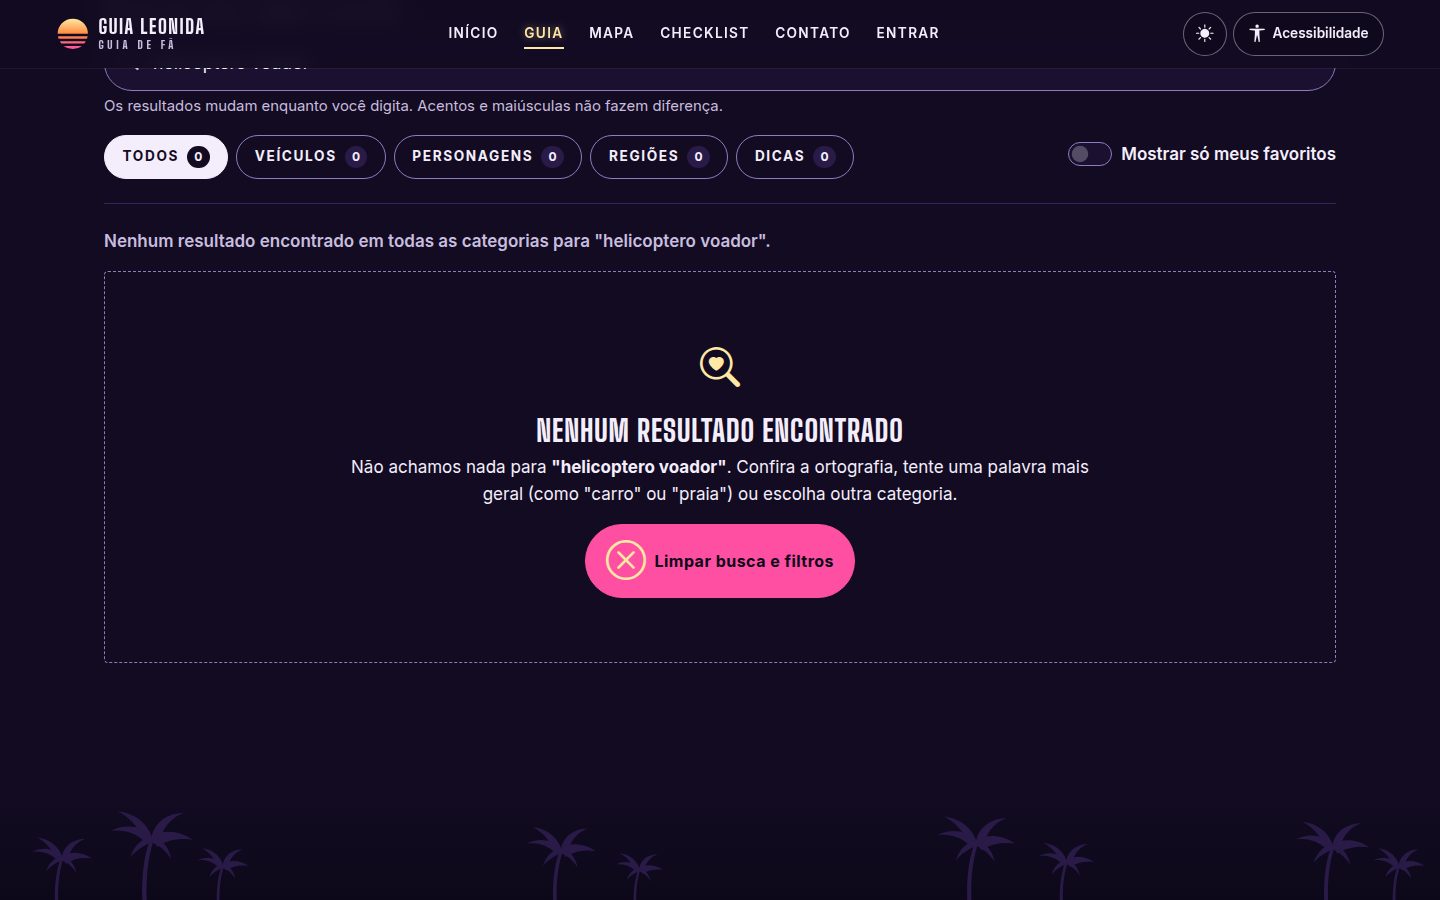 GUIA LEONIDA
GUIA DE FÃ
INÍCIO GUIA MAPA CHECKLIST CONTATO ENTRAR
Acessibilidade
helicoptero voador
Os resultados mudam enquanto você digita. Acentos e maiúsculas não fazem diferença.
TODOS 0 VEÍCULOS 0 PERSONAGENS 0 REGIÕES 0 DICAS 0
Mostrar só meus favoritos
Nenhum resultado encontrado em todas as categorias para "helicoptero voador".
NENHUM RESULTADO ENCONTRADO
Não achamos nada para "helicoptero voador". Confira a ortografia, tente uma palavra mais
geral (como "carro" ou "praia") ou escolha outra categoria.
Limpar busca e filtros